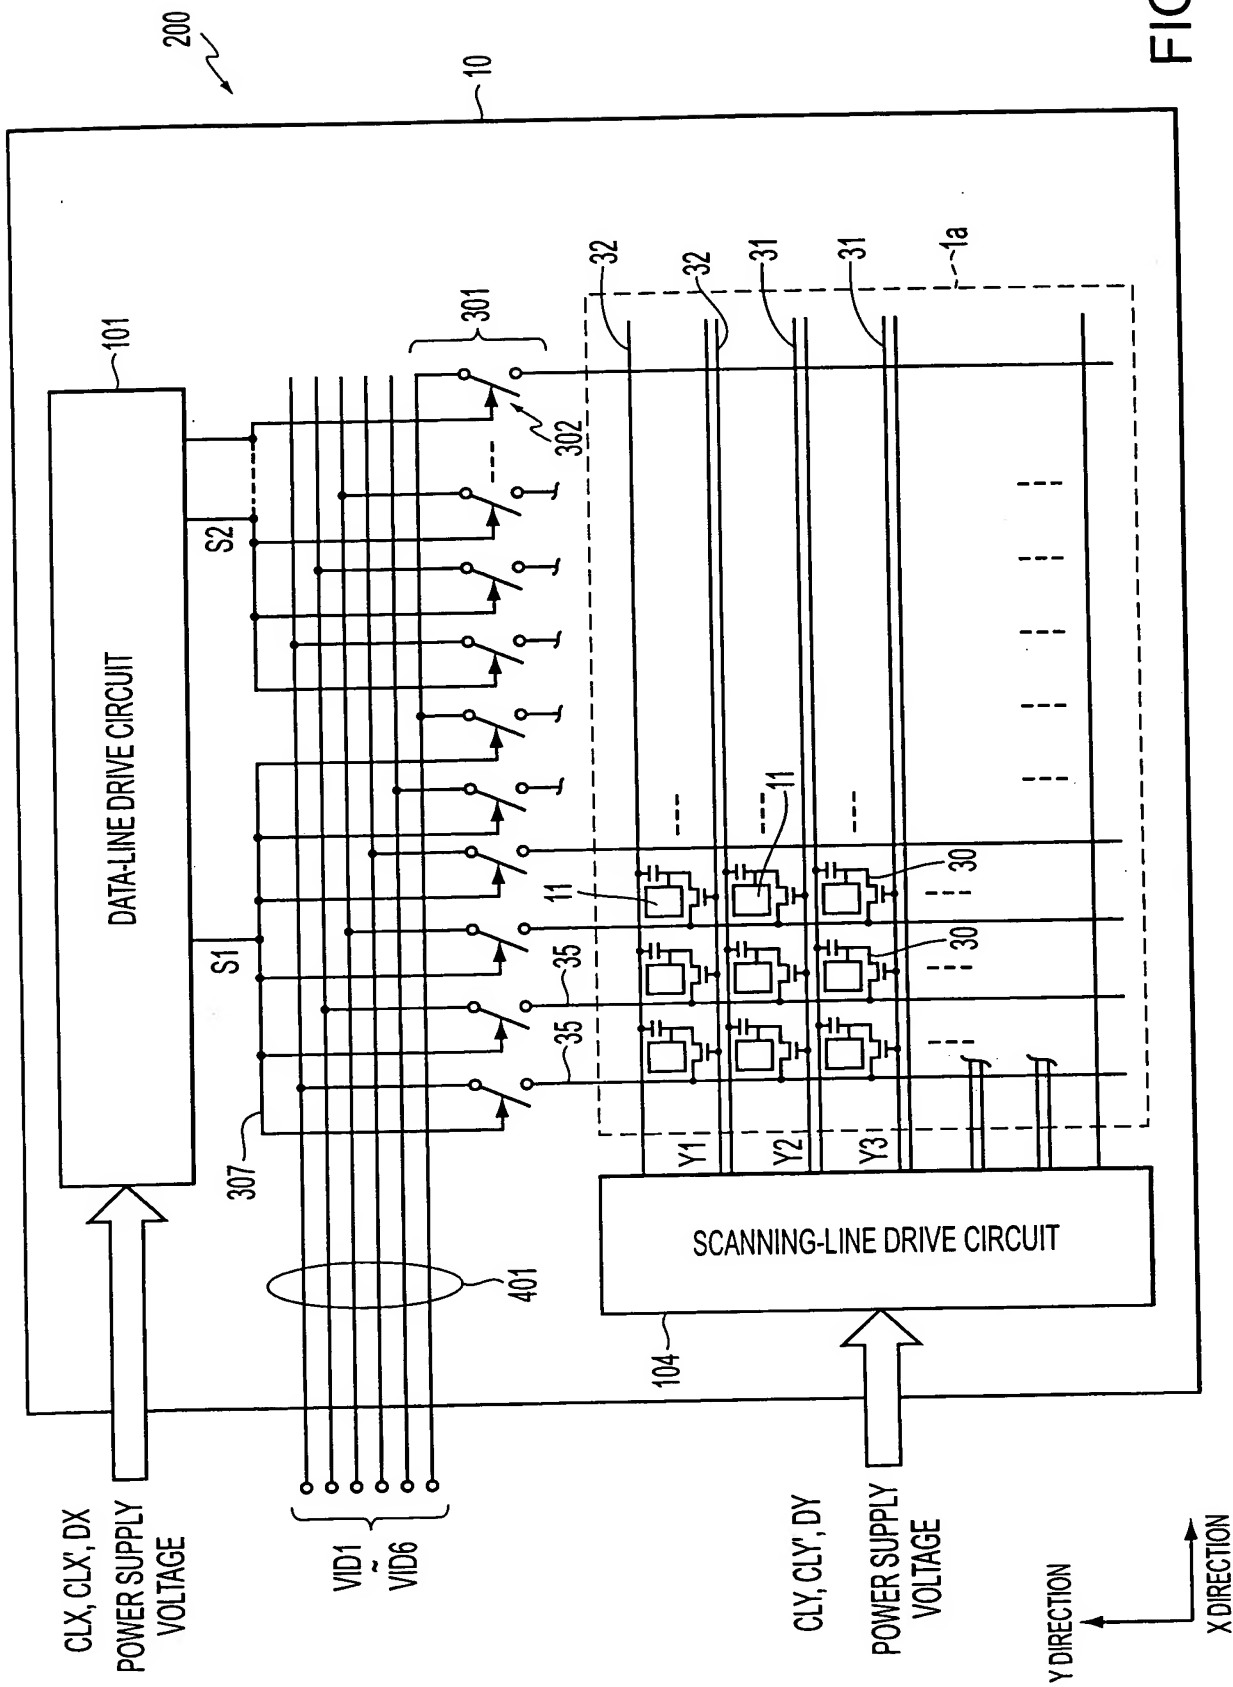 FIG
200
10
DATA-LINE DRIVE CIRCUIT
101
CLX, CLX', DX
POWER SUPPLY
VOLTAGE
S1
S2
307
301
302
VID1
~
VID6
401
35
35
32
32
31
31
1a
11
11
30
30
Y1
Y2
Y3
SCANNING-LINE DRIVE CIRCUIT
104
CLY, CLY', DY
POWER SUPPLY
VOLTAGE
Y DIRECTION
X DIRECTION